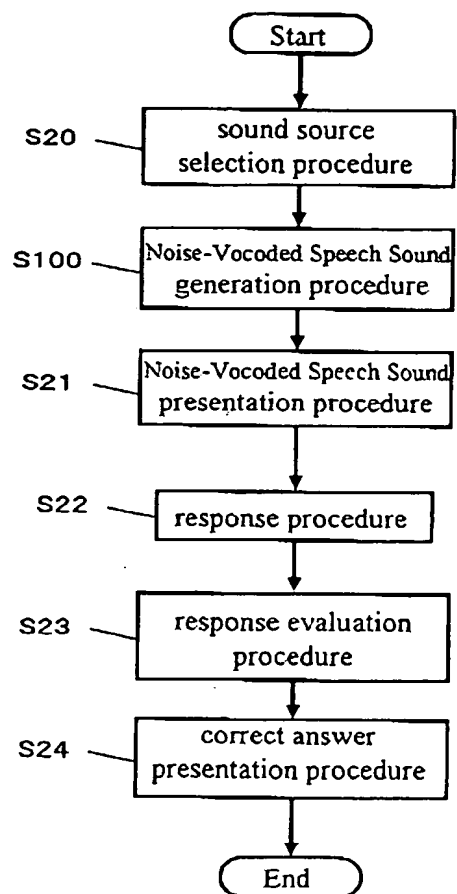 Start
S20
sound source
selection procedure
S100
Noise-Vocoded Speech Sound
generation procedure
S21
Noise-Vocoded Speech Sound
presentation procedure
S22
response procedure
S23
response evaluation
procedure
S24
correct answer
presentation procedure
End